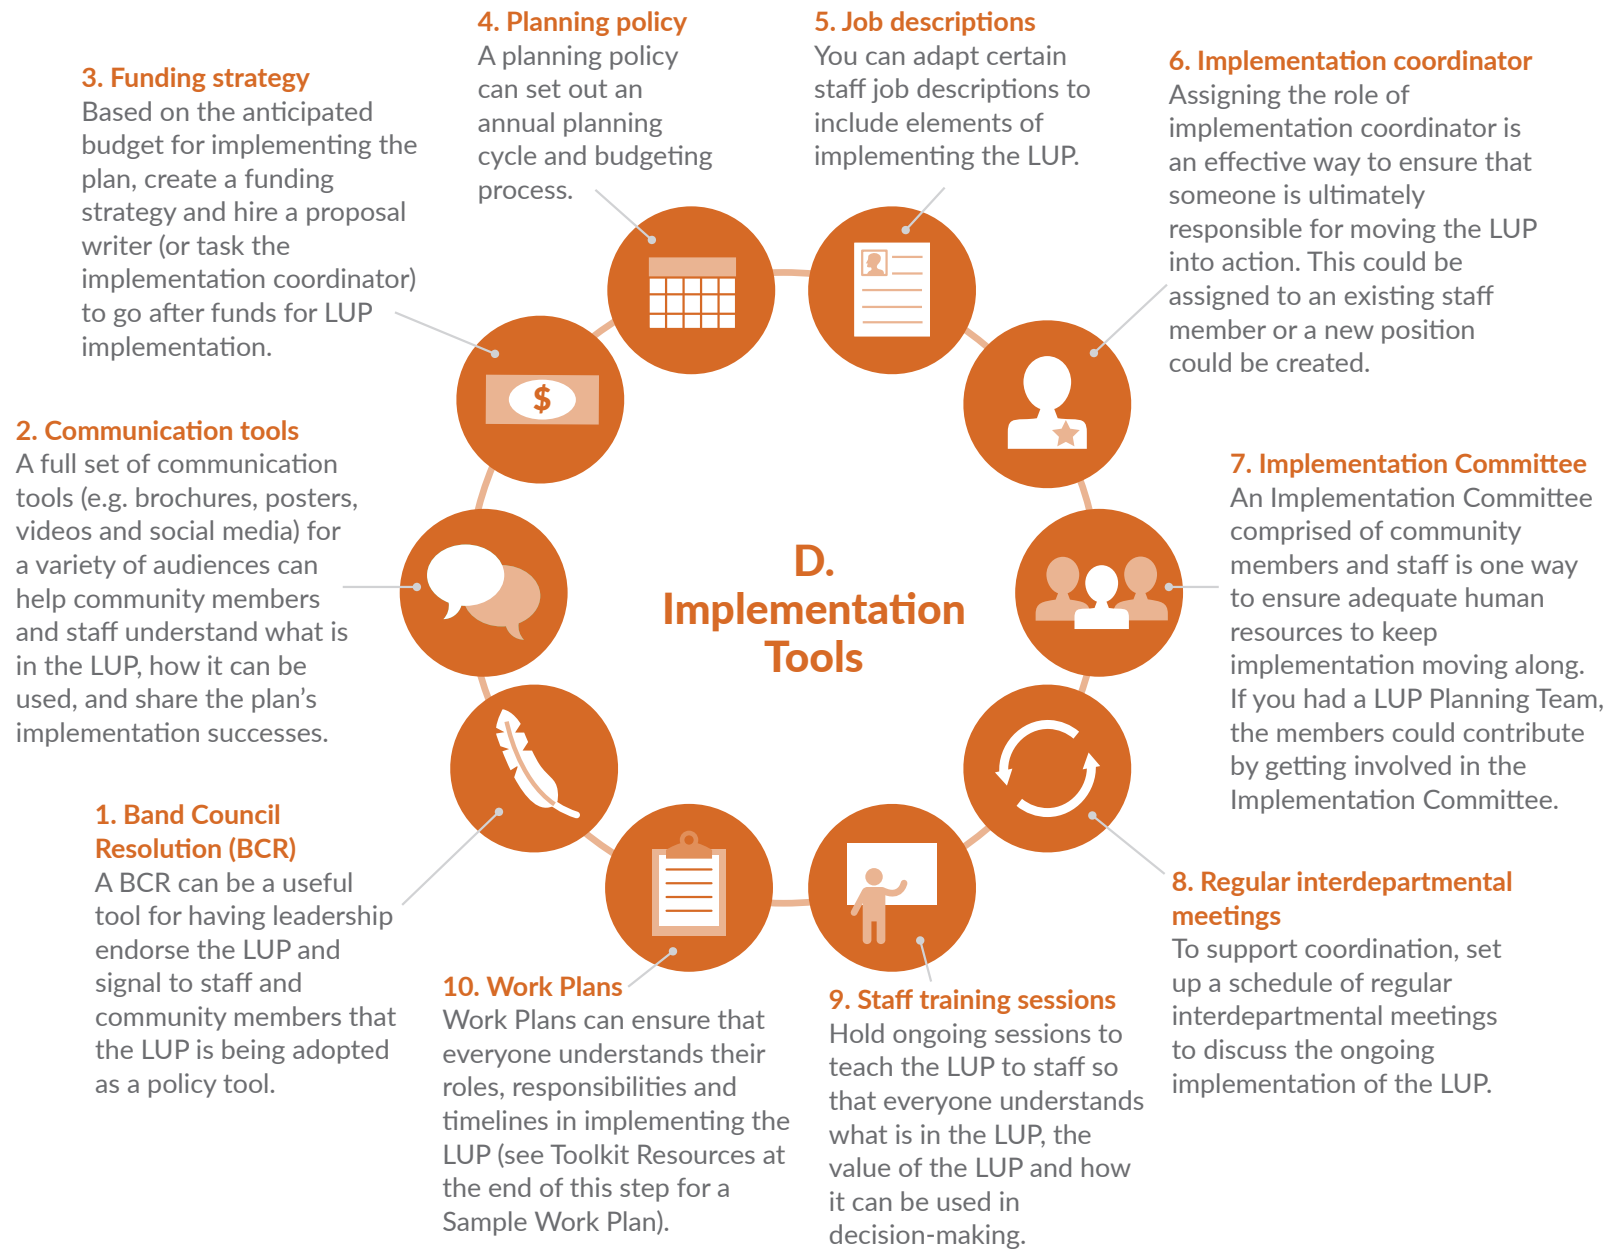 D.
Implementation
Tools
1. Band Council
Resolution (BCR)
A BCR can be a useful
tool for having leadership
endorse the LUP and
signal to staff and
community members that
the LUP is being adopted
as a policy tool.
2. Communication tools
A full set of communication
tools (e.g. brochures, posters,
videos and social media) for
a variety of audiences can
help community members
and staff understand what is
in the LUP, how it can be
used, and share the plan’s
implementation successes.
3. Funding strategy
Based on the anticipated
budget for implementing the
plan, create a funding
strategy and hire a proposal
writer (or task the
implementation coordinator)
to go after funds for LUP
implementation.
$
4. Planning policy
A planning policy
can set out an
annual planning
cycle and budgeting
process.
5. Job descriptions
You can adapt certain
staff job descriptions to
include elements of
implementing the LUP.
6. Implementation coordinator
Assigning the role of
implementation coordinator is
an effective way to ensure that
someone is ultimately
responsible for moving the LUP
into action. This could be
assigned to an existing staff
member or a new position
could be created.
7. Implementation Committee
An Implementation Committee
comprised of community
members and staff is one way
to ensure adequate human
resources to keep
implementation moving along.
If you had a LUP Planning Team,
the members could contribute
by getting involved in the
Implementation Committee.
8. Regular interdepartmental
meetings
To support coordination, set
up a schedule of regular
interdepartmental meetings
to discuss the ongoing
implementation of the LUP.
9. Staff training sessions
Hold ongoing sessions to
teach the LUP to staff so
that everyone understands
what is in the LUP, the
value of the LUP and how
it can be used in
decision-making.
10. Work Plans
Work Plans can ensure that
everyone understands their
roles, responsibilities and
timelines in implementing the
LUP (see Toolkit Resources at
the end of this step for a
Sample Work Plan).